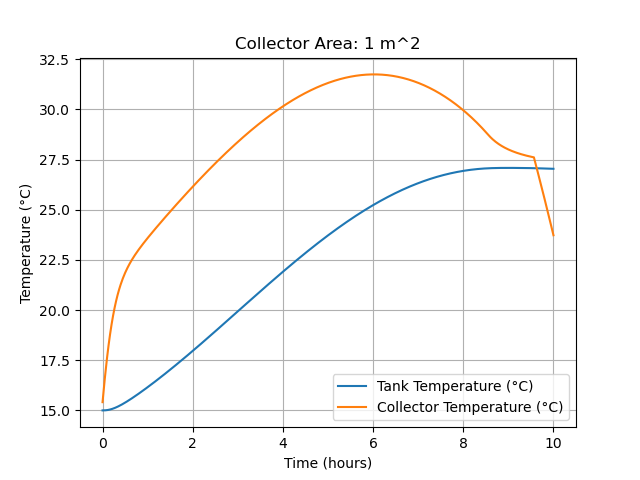 Collector Area: 1 m^2
32.5
30.0
27.5
25.0
22.5
20.0
17.5
15.0
Temperature (°C)
Tank Temperature (°C)
Collector Temperature (°C)
0 2 4 6 8 10
Time (hours)